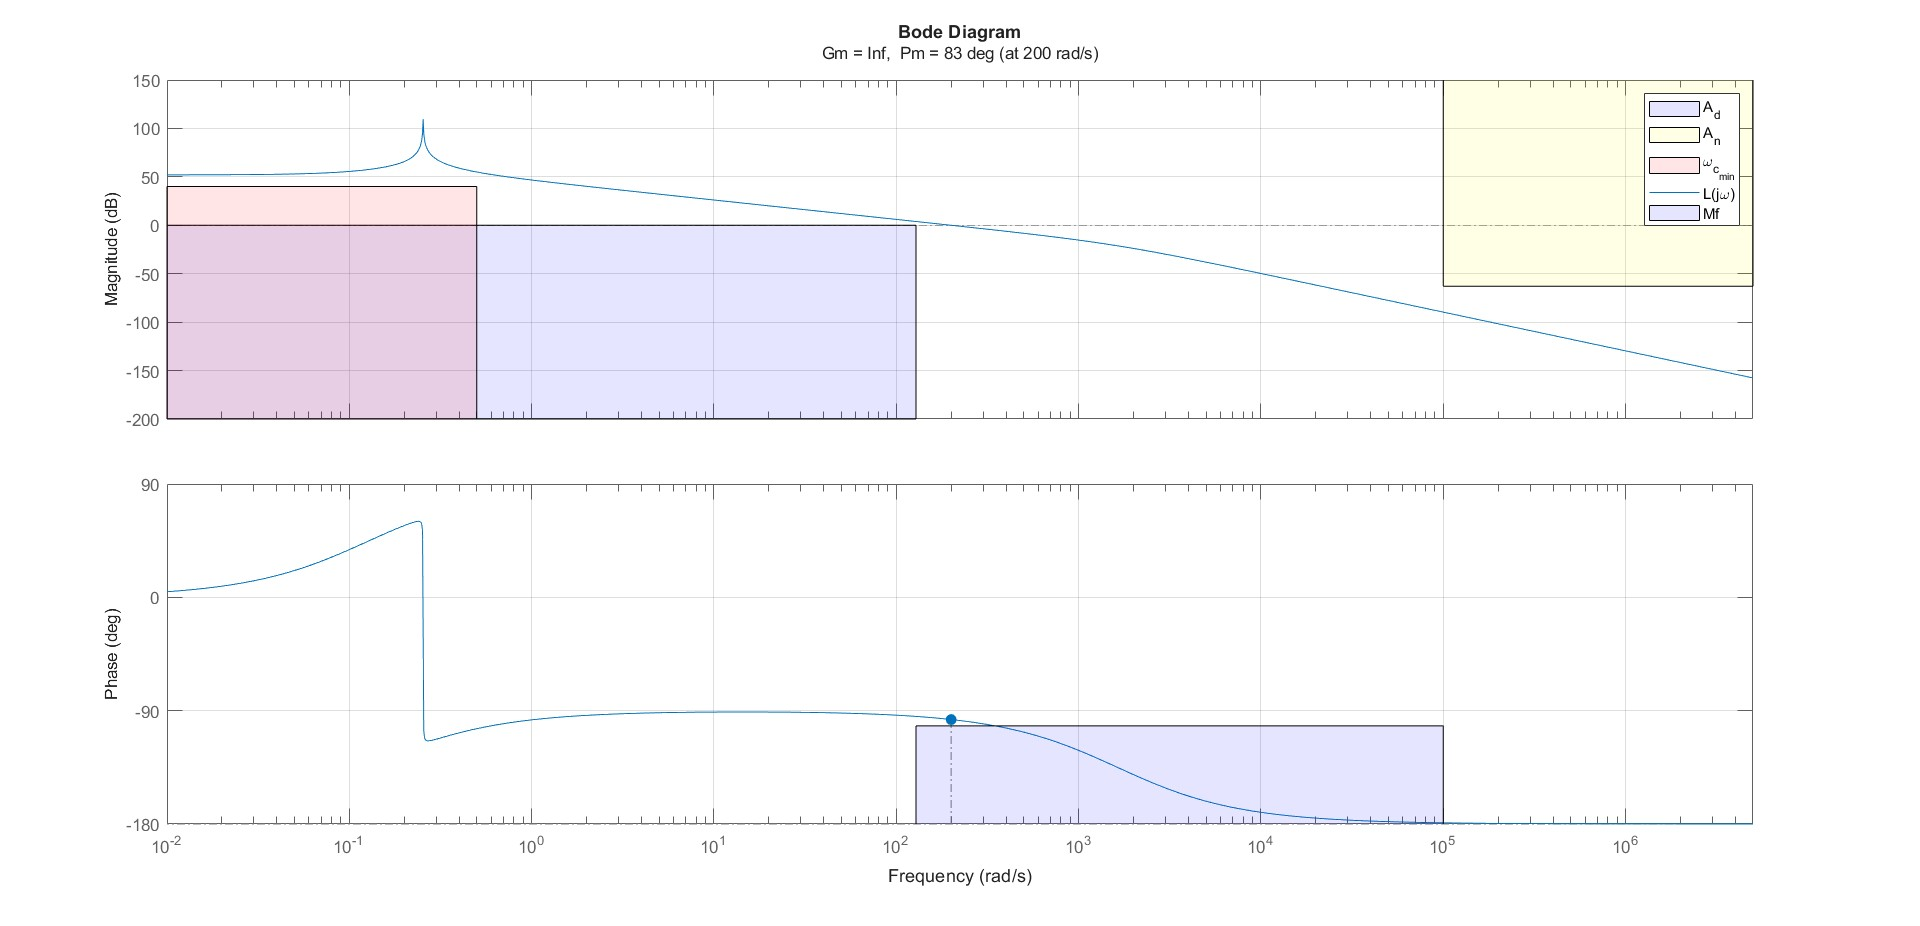 Bode Diagram
Gm = Inf,  Pm = 83 deg (at 200 rad/s)
Magnitude (dB)
150
100
50
0
-50
-100
-150
-200
A_d
A_n
ω_c_min
L(jω)
Mf
Phase (deg)
90
0
-90
-180
10^-2 10^-1 10^0 10^1 10^2 10^3 10^4 10^5 10^6
Frequency (rad/s)